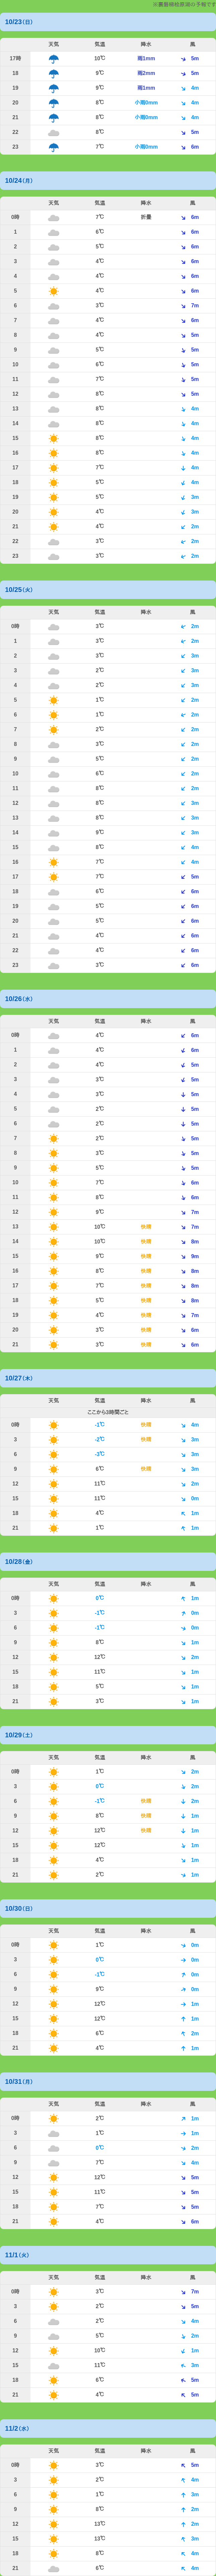 ※裏磐梯桧原湖の予報です
10/23(日)
天気 気温 降水 風
17時 10℃ 雨1mm 5m
18 9℃ 雨2mm 5m
19 9℃ 雨1mm 4m
20 8℃ 小雨0mm 4m
21 8℃ 小雨0mm 4m
22 8℃ 5m
23 7℃ 小雨0mm 6m
10/24(月)
天気 気温 降水 風
0時 7℃ 折曇 6m
1 6℃ 6m
2 5℃ 6m
3 4℃ 6m
4 4℃ 6m
5 4℃ 6m
6 3℃ 7m
7 4℃ 6m
8 4℃ 5m
9 5℃ 5m
10 6℃ 5m
11 7℃ 5m
12 8℃ 5m
13 8℃ 4m
14 8℃ 4m
15 8℃ 4m
16 8℃ 4m
17 7℃ 4m
18 5℃ 4m
19 5℃ 3m
20 4℃ 3m
21 4℃ 2m
22 3℃ 2m
23 3℃ 2m
10/25(火)
天気 気温 降水 風
0時 3℃ 2m
1 3℃ 2m
2 3℃ 3m
3 2℃ 3m
4 2℃ 3m
5 1℃ 2m
6 1℃ 2m
7 2℃ 2m
8 3℃ 2m
9 5℃ 2m
10 6℃ 2m
11 8℃ 2m
12 8℃ 3m
13 8℃ 3m
14 9℃ 3m
15 8℃ 4m
16 7℃ 4m
17 7℃ 5m
18 6℃ 6m
19 5℃ 6m
20 5℃ 6m
21 4℃ 6m
22 4℃ 6m
23 3℃ 6m
10/26(水)
天気 気温 降水 風
0時 4℃ 6m
1 4℃ 6m
2 4℃ 5m
3 3℃ 5m
4 3℃ 5m
5 2℃ 5m
6 2℃ 5m
7 2℃ 5m
8 3℃ 5m
9 5℃ 5m
10 7℃ 6m
11 8℃ 6m
12 9℃ 7m
13 10℃ 快晴 7m
14 10℃ 快晴 8m
15 9℃ 快晴 9m
16 8℃ 快晴 8m
17 7℃ 快晴 8m
18 5℃ 快晴 8m
19 4℃ 快晴 7m
20 3℃ 快晴 6m
21 3℃ 快晴 6m
10/27(木)
天気 気温 降水 風
ここから3時間ごと
0時 -1℃ 快晴 4m
3 -2℃ 快晴 3m
6 -3℃ 3m
9 6℃ 快晴 3m
12 11℃ 2m
15 11℃ 0m
18 4℃ 1m
21 1℃ 1m
10/28(金)
天気 気温 降水 風
0時 0℃ 1m
3 -1℃ 0m
6 -1℃ 0m
9 8℃ 1m
12 12℃ 2m
15 11℃ 1m
18 5℃ 1m
21 3℃ 1m
10/29(土)
天気 気温 降水 風
0時 1℃ 2m
3 0℃ 2m
6 -1℃ 快晴 2m
9 8℃ 快晴 1m
12 12℃ 快晴 1m
15 12℃ 1m
18 4℃ 1m
21 2℃ 2m
10/30(日)
天気 気温 降水 風
0時 1℃ 0m
3 0℃ 0m
6 -1℃ 0m
9 9℃ 0m
12 12℃ 1m
15 12℃ 1m
18 6℃ 2m
21 4℃ 1m
10/31(月)
天気 気温 降水 風
0時 2℃ 1m
3 1℃ 1m
6 0℃ 2m
9 7℃ 4m
12 12℃ 5m
15 11℃ 5m
18 7℃ 5m
21 4℃ 6m
11/1(火)
天気 気温 降水 風
0時 3℃ 7m
3 2℃ 5m
6 2℃ 4m
9 5℃ 2m
12 10℃ 1m
15 11℃ 3m
18 6℃ 5m
21 4℃ 5m
11/2(水)
天気 気温 降水 風
0時 3℃ 5m
3 2℃ 4m
6 1℃ 3m
9 8℃ 2m
12 13℃ 2m
15 13℃ 3m
18 8℃ 4m
21 6℃ 4m